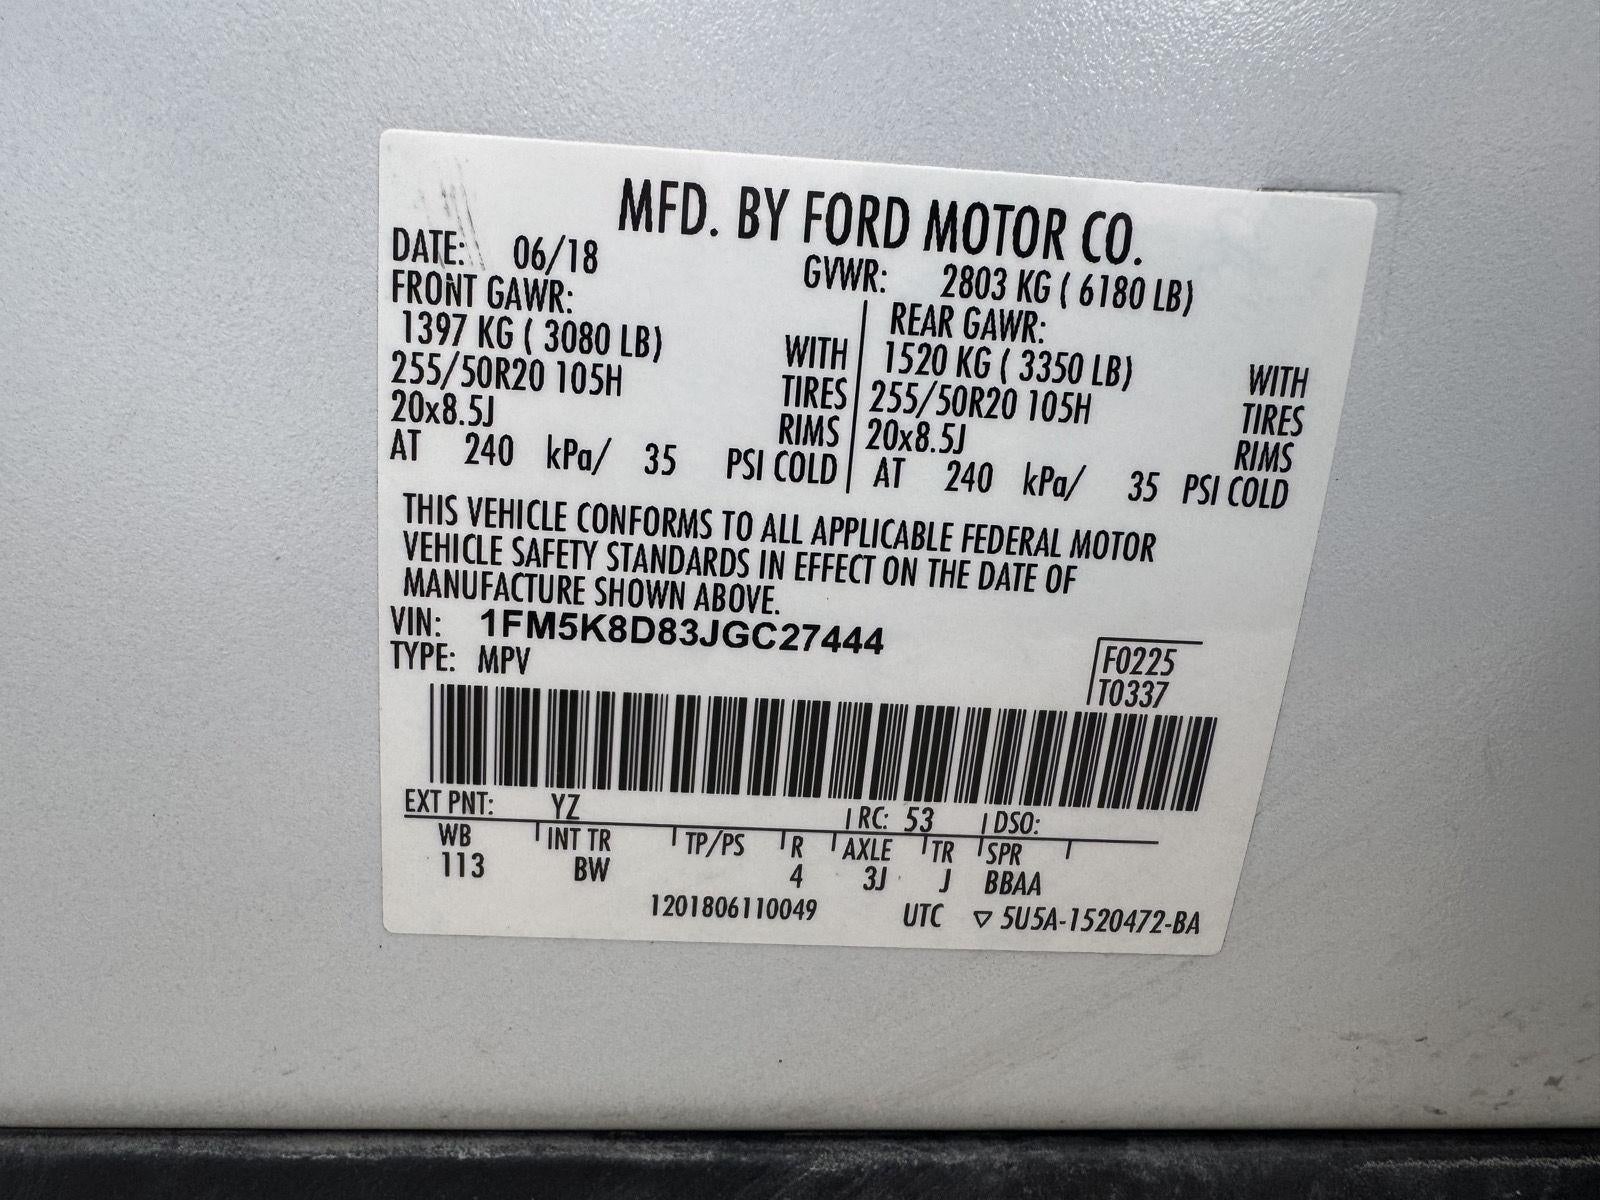 MFD. BY FORD MOTOR CO.
DATE: 06/18 GVWR: 2803 KG ( 6180 LB)
FRONT GAWR: REAR GAWR:
1397 KG ( 3080 LB) WITH 1520 KG ( 3350 LB) WITH
255/50R20 105H TIRES 255/50R20 105H TIRES
20x8.5J RIMS 20x8.5J RIMS
AT 240 kPa/ 35 PSI COLD AT 240 kPa/ 35 PSI COLD
THIS VEHICLE CONFORMS TO ALL APPLICABLE FEDERAL MOTOR
VEHICLE SAFETY STANDARDS IN EFFECT ON THE DATE OF
MANUFACTURE SHOWN ABOVE.
VIN: 1FM5K8D83JGC27444
TYPE: MPV
F0225
T0337
EXT PNT: YZ RC: 53 DSO:
WB INT TR TP/PS R AXLE TR SPR
113 BW 4 3J J BBAA
1201806110049 UTC ▽ 5U5A-1520472-BA